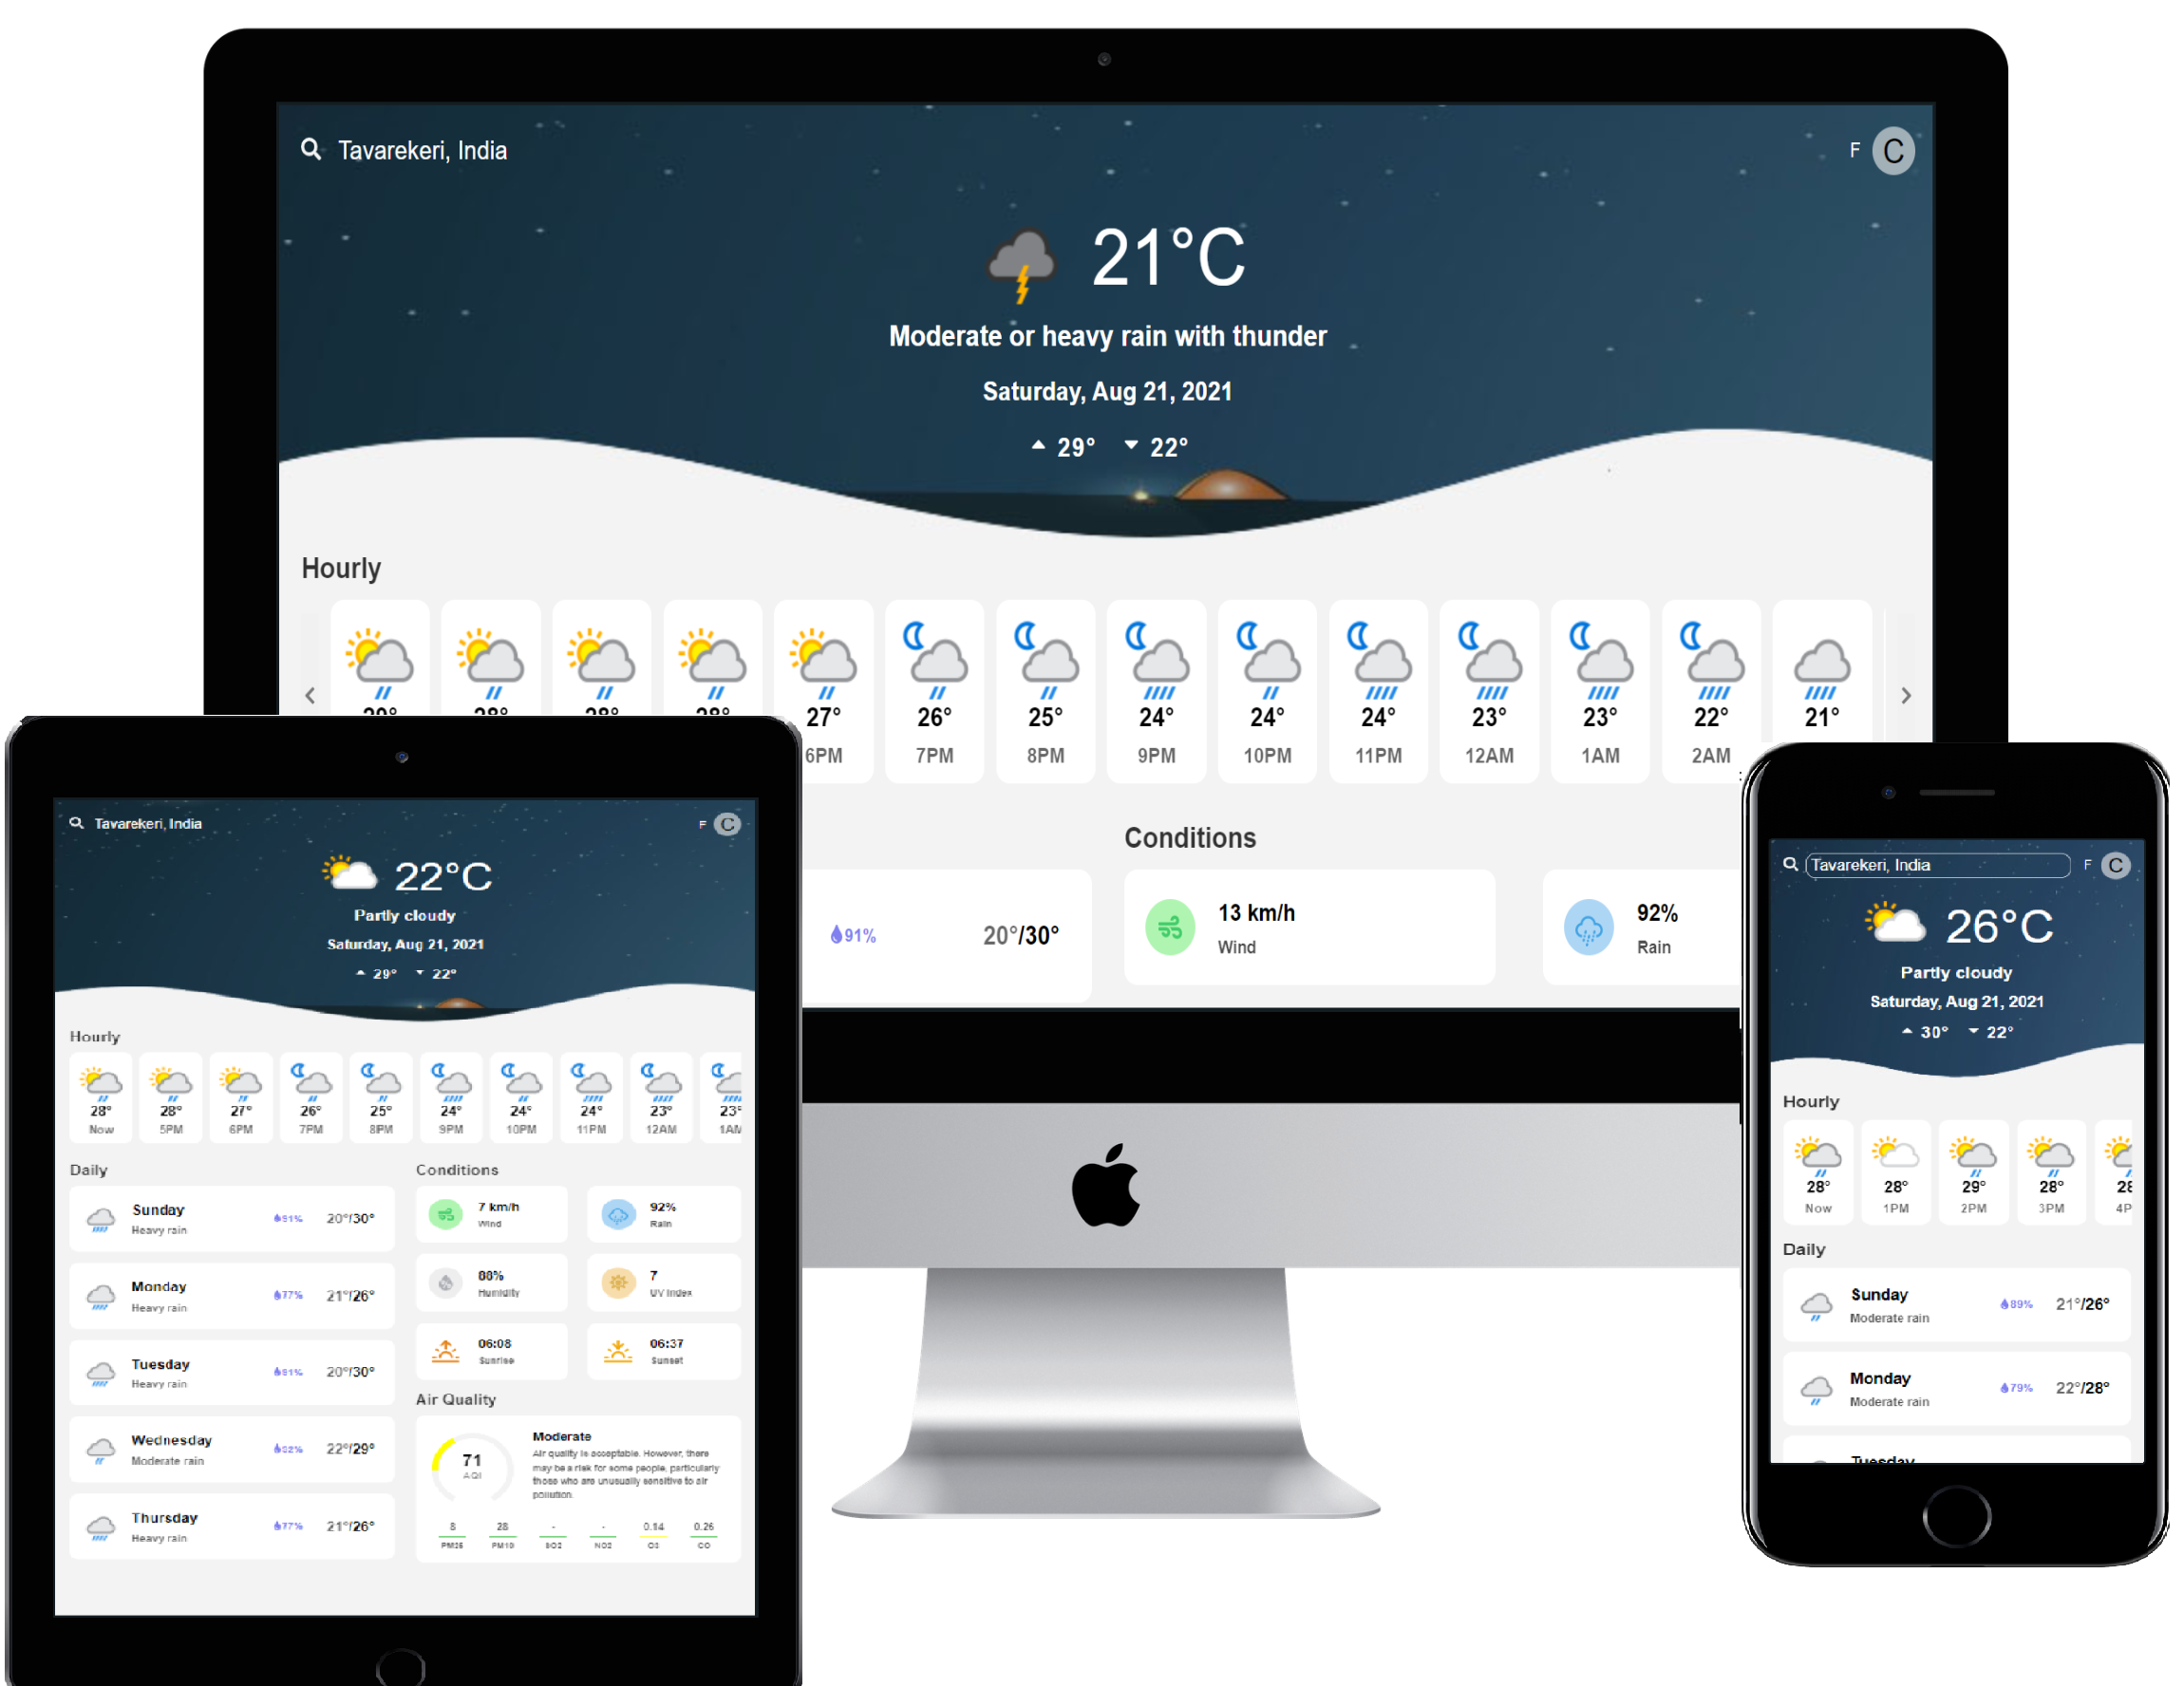 Tavarekeri, India
F C
21°C
Moderate or heavy rain with thunder
Saturday, Aug 21, 2021
29° 22°
Hourly
27° 26° 25° 24° 24° 24° 23° 23° 22° 21°
6PM 7PM 8PM 9PM 10PM 11PM 12AM 1AM 2AM
Conditions
91% 20°/30°
13 km/h
Wind
92%
Rain
Tavarekeri, India
F C
22°C
Partly cloudy
Saturday, Aug 21, 2021
29° 22°
Hourly
28° 28° 27° 26° 25° 24° 24° 24° 23° 23°
Now 5PM 6PM 7PM 8PM 9PM 10PM 11PM 12AM 1AM
Daily
Sunday
Heavy rain
91% 20°/30°
Monday
Heavy rain
77% 21°/26°
Tuesday
Heavy rain
91% 20°/30°
Wednesday
Moderate rain
22°/29°
Thursday
Heavy rain
77% 21°/26°
Conditions
7 km/h
Wind
92%
Rain
88%
Humidity
7
UV Index
06:08
Sunrise
06:37
Sunset
Air Quality
71
AQI
Moderate
Air quality is acceptable. However, there
may be a risk for some people, particularly
those who are unusually sensitive to air
pollution.
8 28 - - 0.26
PM25 PM10 SO2 NO2 O3 CO
Tavarekeri, India
F C
26°C
Partly cloudy
Saturday, Aug 21, 2021
30° 22°
Hourly
28° 28° 29° 28° 28
Now 1PM 2PM 3PM 4P
Daily
Sunday
Moderate rain
89% 21°/26°
Monday
Moderate rain
79% 22°/28°
Tuesday